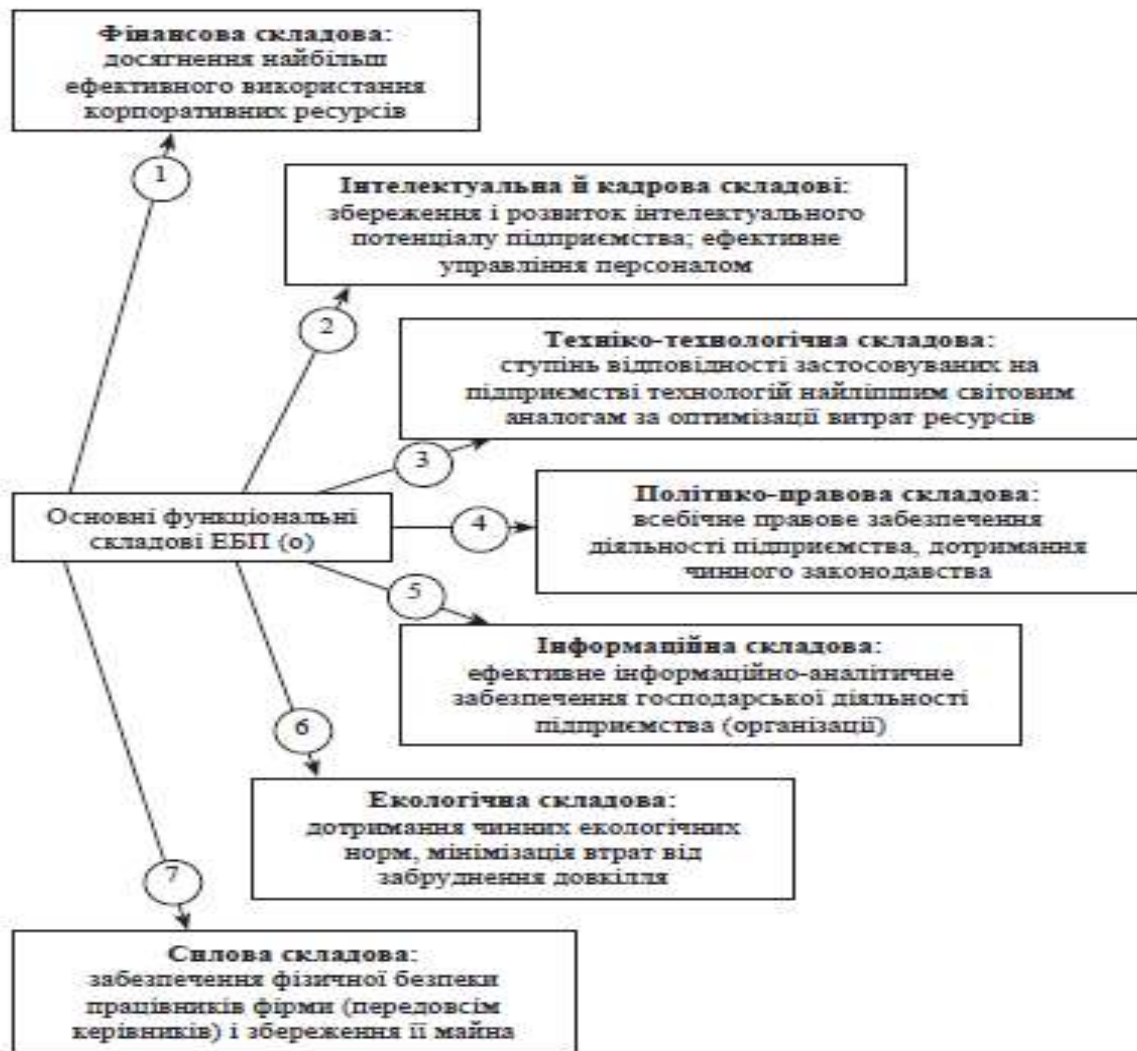 Фінансова складова:
досягнення найбільш
ефективного використання
корпоративних ресурсів
1
Інтелектуальна й кадрова складові:
збереження і розвиток інтелектуального
потенціалу підприємства; ефективне
управління персоналом
2
Техніко-технологічна складова:
ступінь відповідності застосовуваних на
підприємстві технологій найліпшим світовим
аналогам за оптимізації витрат ресурсів
3
Основні функціональні
складові ЕБП (о)
4
Політико-правова складова:
всебічне правове забезпечення
діяльності підприємства, дотримання
чинного законодавства
5
Інформаційна складова:
ефективне інформаційно-аналітичне
забезпечення господарської діяльності
підприємства (організації)
6
Екологічна складова:
дотримання чинних екологічних
норм, мінімізація втрат від
забруднення довкілля
7
Силова складова:
забезпечення фізичної безпеки
працівників фірми (передовсім
керівників) і збереження її майна